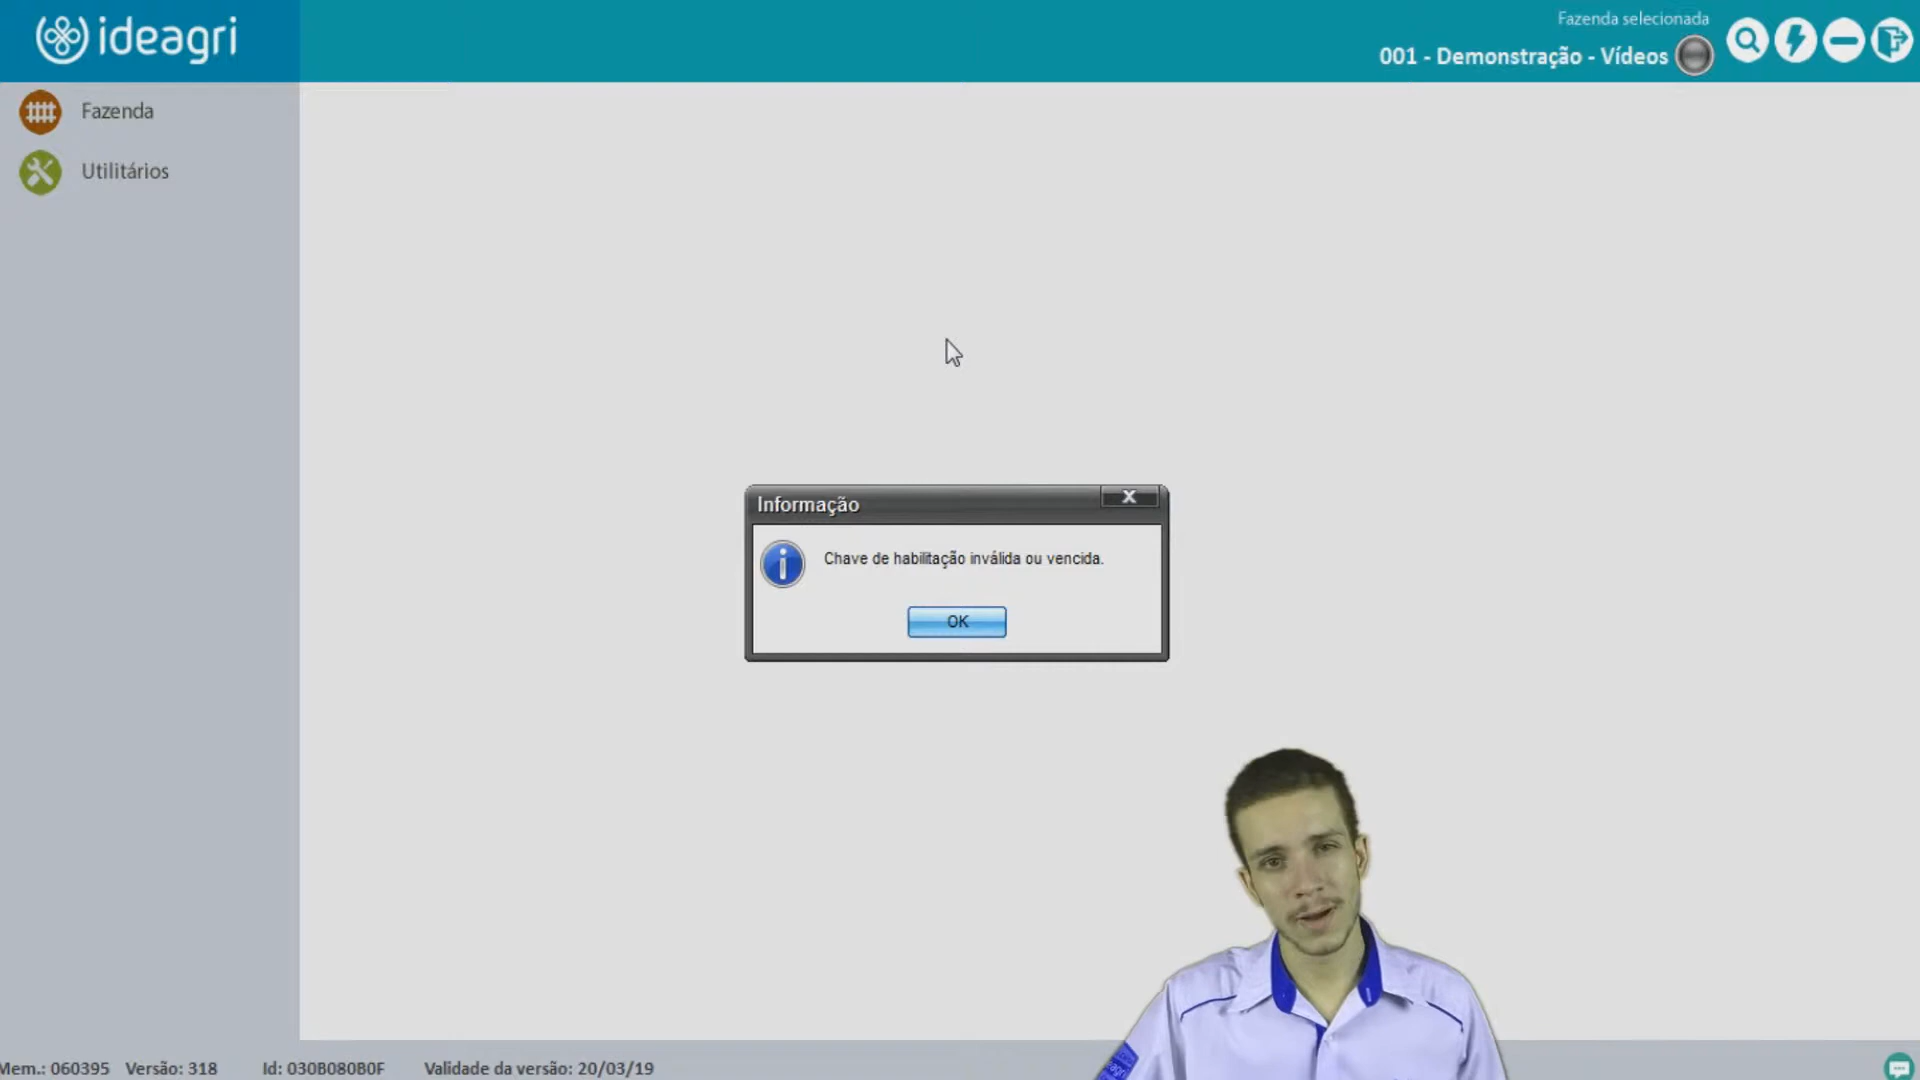 ideagri
Fazenda selecionada
001 - Demonstração - Vídeos
Fazenda
Utilitários
Informação
X
Chave de habilitação inválida ou vencida.
OK
Mem.: 060395 Versão: 318 Id: 030B080B0F Validade da versão: 20/03/19